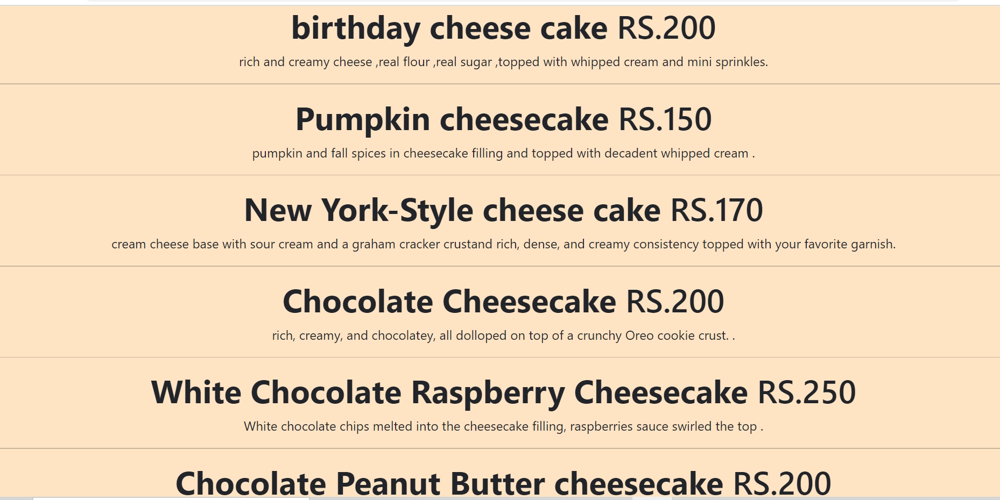 birthday cheese cake RS.200
rich and creamy cheese ,real flour ,real sugar ,topped with whipped cream and mini sprinkles.
Pumpkin cheesecake RS.150
pumpkin and fall spices in cheesecake filling and topped with decadent whipped cream .
New York-Style cheese cake RS.170
cream cheese base with sour cream and a graham cracker crustand rich, dense, and creamy consistency topped with your favorite garnish.
Chocolate Cheesecake RS.200
rich, creamy, and chocolatey, all dolloped on top of a crunchy Oreo cookie crust. .
White Chocolate Raspberry Cheesecake RS.250
White chocolate chips melted into the cheesecake filling, raspberries sauce swirled the top .
Chocolate Peanut Butter cheesecake RS.200